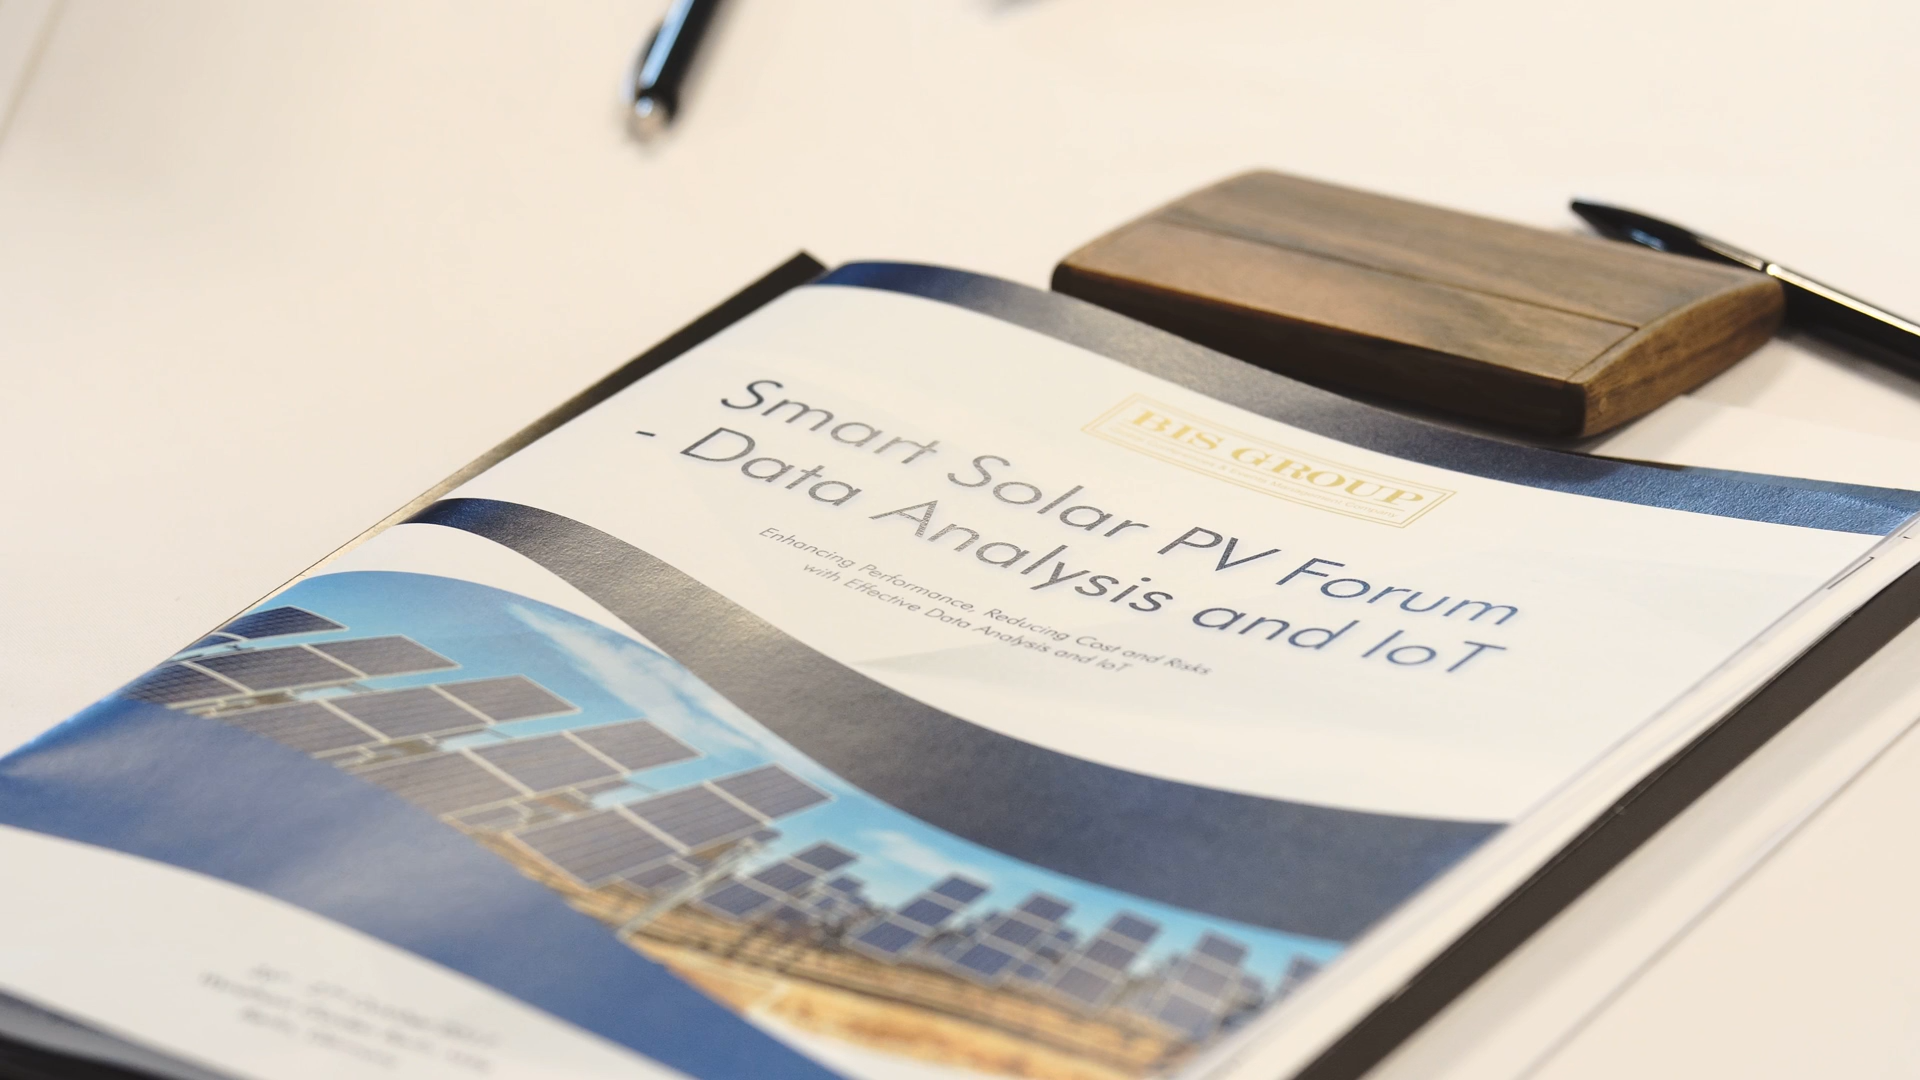 BIS GROUP
Smart Solar PV Forum
- Data Analysis and IoT
Enhancing Performance, Reducing Cost and Risks
with Effective Data Analysis and IoT